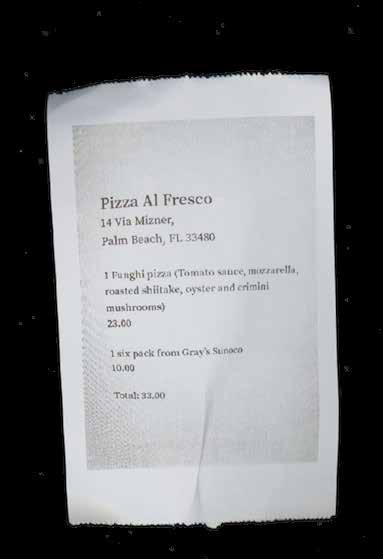 Pizza Al Fresco
14 Via Mizner,
Palm Beach, FL 33480
1 Funghi pizza (Tomato sauce, mozzarella,
roasted shiitake, oyster and crimini
mushrooms)
23.00
1 six pack from Gray's Sunoco
10.00
Total: 33.00